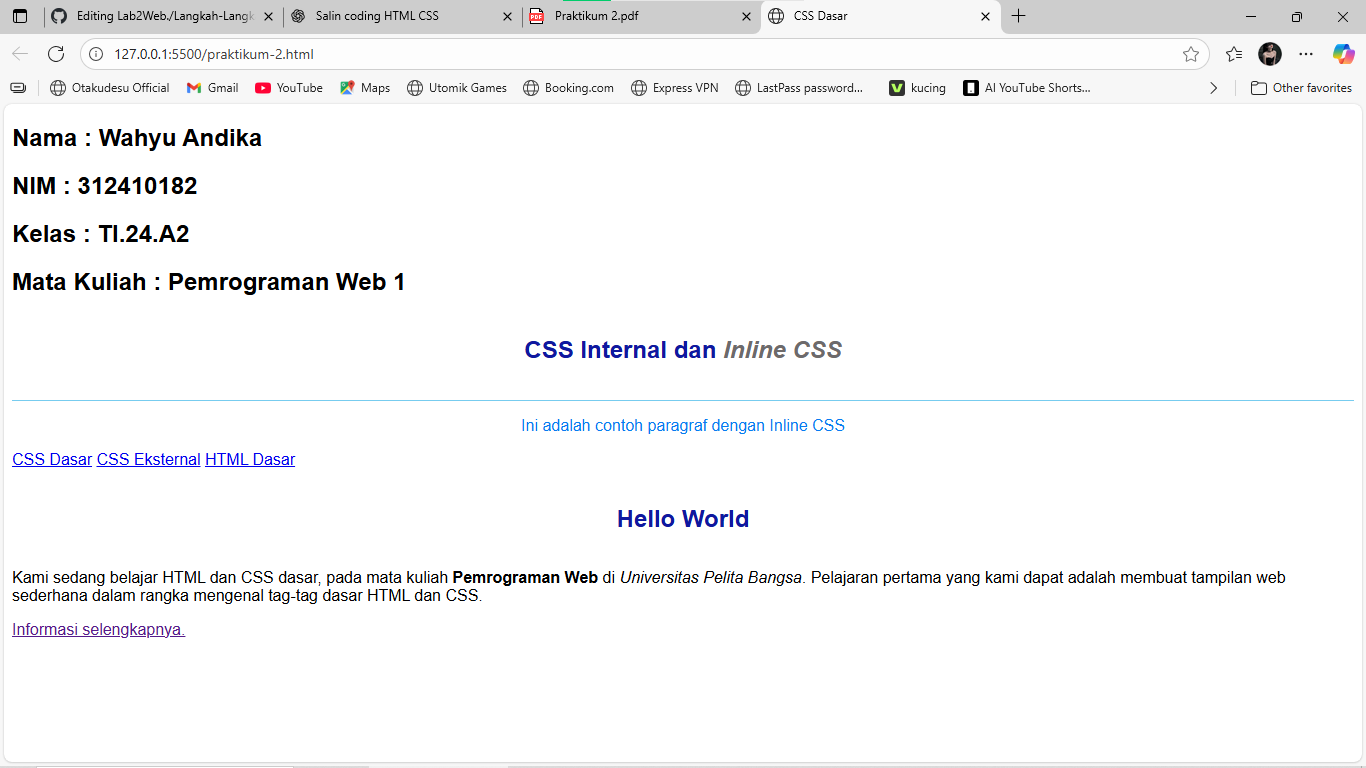 Editing Lab2Web./Langkah-Langk
Salin coding HTML CSS
PDF
Praktikum 2.pdf
CSS Dasar
127.0.0.1:5500/praktikum-2.html
Otakudesu Official
Gmail
YouTube
Maps
Utomik Games
Booking.com
Express VPN
LastPass password...
kucing
AI YouTube Shorts...
Other favorites
Nama : Wahyu Andika
NIM : 312410182
Kelas : TI.24.A2
Mata Kuliah : Pemrograman Web 1
CSS Internal dan Inline CSS
Ini adalah contoh paragraf dengan Inline CSS
CSS Dasar CSS Eksternal HTML Dasar
Hello World
Kami sedang belajar HTML dan CSS dasar, pada mata kuliah Pemrograman Web di Universitas Pelita Bangsa. Pelajaran pertama yang kami dapat adalah membuat tampilan web
sederhana dalam rangka mengenal tag-tag dasar HTML dan CSS.
Informasi selengkapnya.